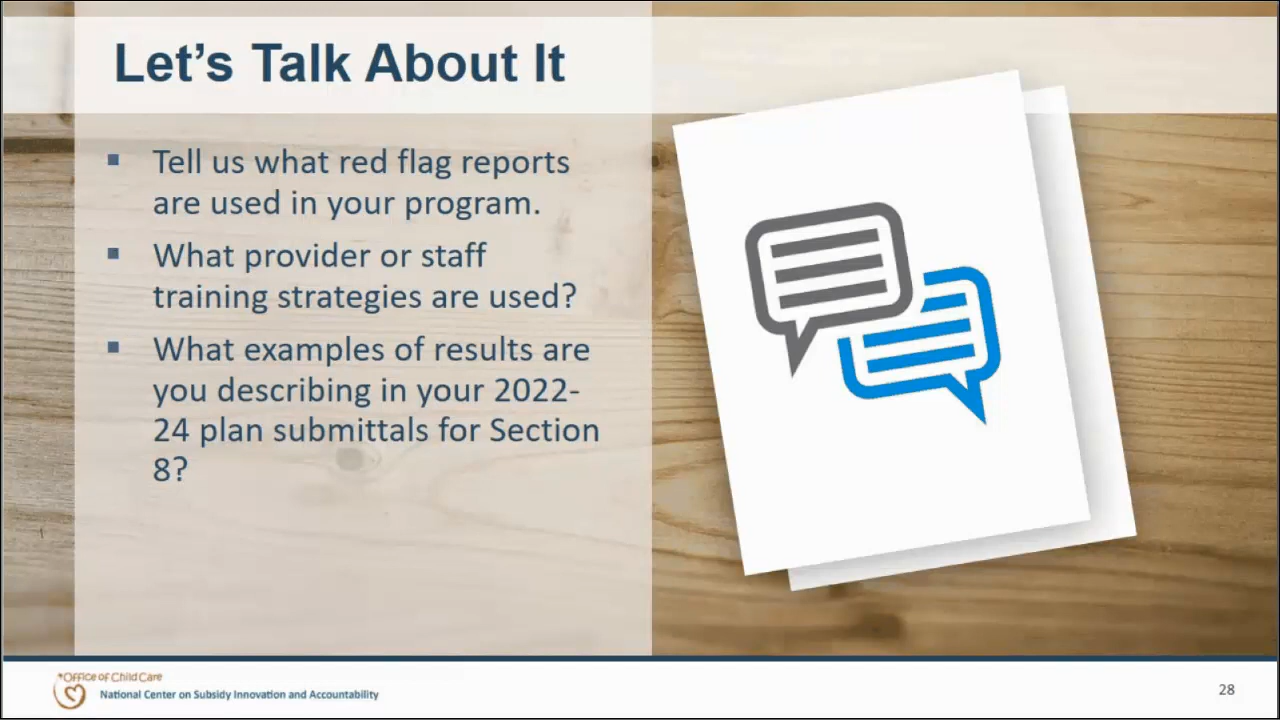 Let’s Talk About It
▪ Tell us what red flag reports
are used in your program.
▪ What provider or staff
training strategies are used?
▪ What examples of results are
you describing in your 2022-
24 plan submittals for Section
8?
Office of Child Care
National Center on Subsidy Innovation and Accountability
28